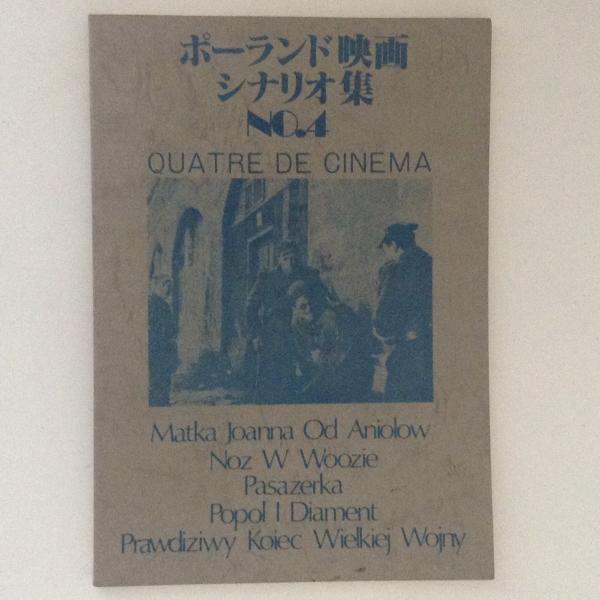 ポーランド映画
シナリオ集
NO.4
QUATRE DE CINEMA
Matka Joanna Od Aniolow
Noz W Woozie
Pasazerka
Popol I Diament
Prawdiziwy Koiec Wielkiej Wojny